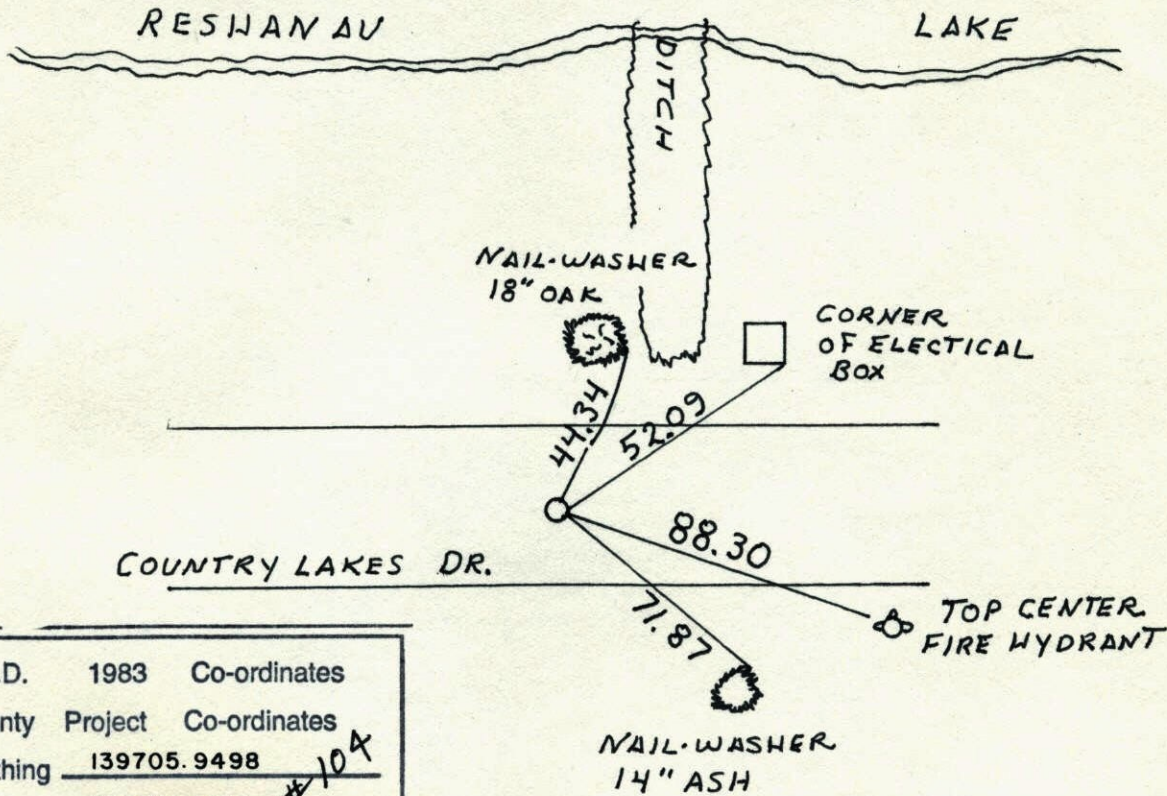 RESHANAU LAKE
DITCH
NAIL-WASHER
18" OAK
CORNER
OF ELECTICAL
BOX
44.34
52.09
88.30
COUNTRY LAKES DR.
71.87
TOP CENTER
FIRE HYDRANT
.D. 1983 Co-ordinates
nty Project Co-ordinates
thing 139705.9498
# 104
NAIL-WASHER
14" ASH